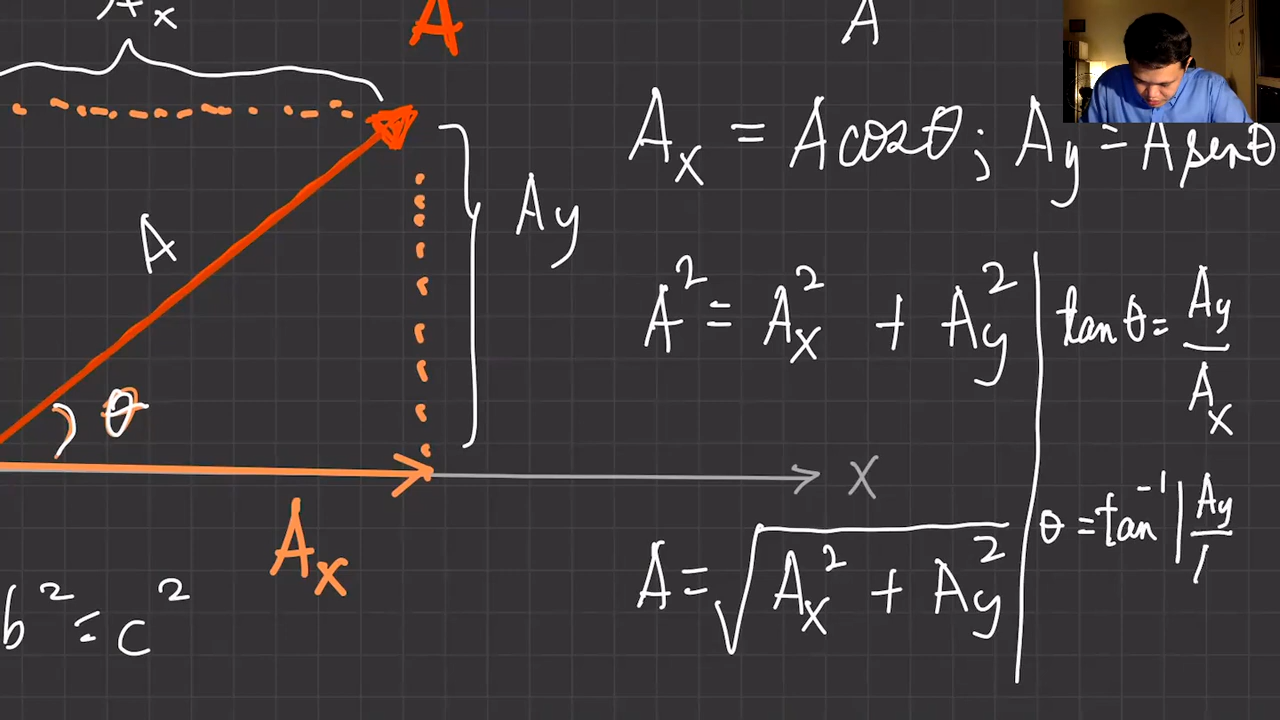 Aₓ
A
A
Aₓ = A cosθ ; Aᵧ = A senθ
A
Ay
A² = Aₓ² + Ay²
tan θ = Ay / Aₓ
θ
X
Aₓ
θ = tan⁻¹ | Ay /
A = √(Aₓ² + Ay²)
b² = c²